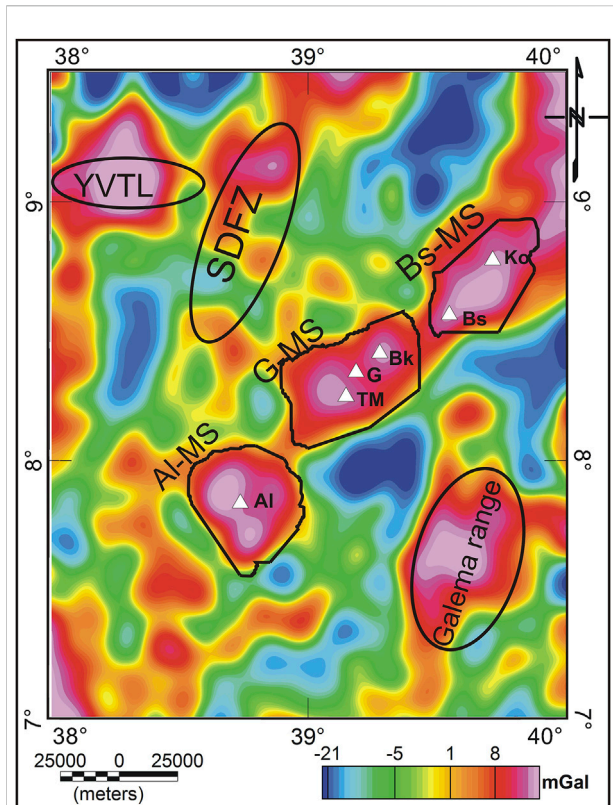 38° 39° 40°
N
YVTL
SDFZ
9° 9°
Bs-MS
Ko
Bs
G-MS
Bk
G
TM
8° 8°
Al-MS
Al
Galema range
7° 7°
38° 39° 40°
25000 0 25000
(meters)
-21 -5 1 8 mGal